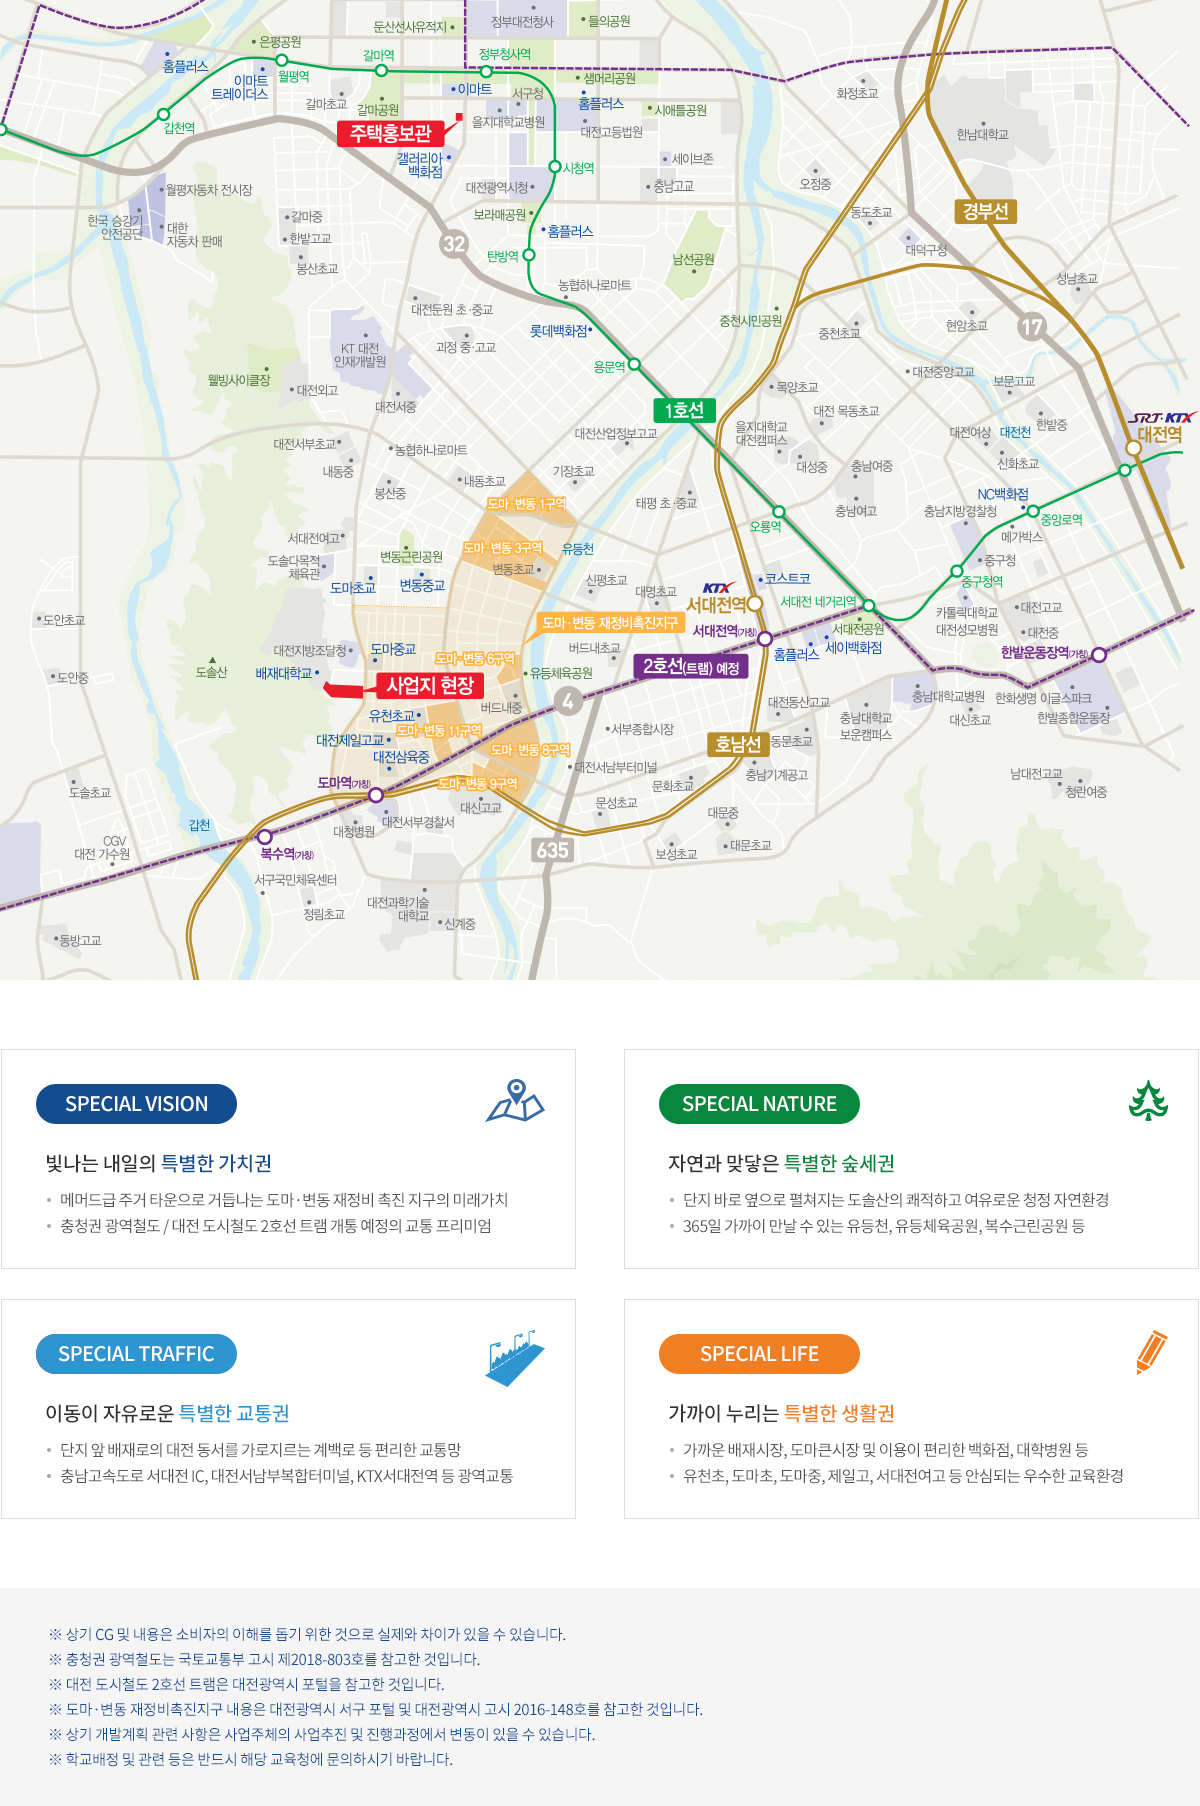 정부대전청사
들의공원
둔산선사유적지
은평공원
갈마역
정부청사역
홈플러스
월평역
이마트
트레이더스
이마트
샘머리공원
갈마초교
갈마공원
서구청
홈플러스
시애틀공원
화정초교
갑천역
을지대학교병원
대전고등법원
한남대학교
주택홍보관
갤러리아
백화점
시청역
세이브존
월평자동차 전시장
대전광역시청
충남고교
오정중
한국 승강기
안전공단
대한
자동차 판매
갈마중
보라매공원
동도초교
경부선
한밭고교
32
홈플러스
봉산초교
탄방역
남선공원
대덕구청
농협하나로마트
성남초교
대전둔원 초·중교
중천시민공원
현암초교
17
롯데백화점
중천초교
KT 대전
인재개발원
괴정 중·고교
용문역
웰빙사이클장
대전외고
목양초교
대전중앙고교
보문고교
대전서중
1호선
대전 목동초교
SRT·KTX
대전역
을지대학교
대전캠퍼스
한밭중
대전산업정보고교
대전여상
대전천
대전서부초교
농협하나로마트
내동중
기장초교
대성중
충남여중
신화초교
봉산중
내동초교
NC백화점
도마·변동 1구역
태평 초·중교
충남여고
충남지방경찰청
중앙로역
오룡역
메가박스
서대전여고
도마·변동 3구역
유등천
도솔다목적
체육관
변동근린공원
변동초교
중구청
도마초교
변동중교
신평초교
대명초교
KTX
서대전역
코스트코
중구청역
서대전 네거리역
카톨릭대학교
대전성모병원
대전고교
도안초교
도마·변동 재정비촉진지구
서대전역(가칭)
서대전공원
대전중
대전지방조달청
도마중교
버드내초교
홈플러스
세이백화점
한밭운동장역(가칭)
도마·변동 6구역
2호선(트램) 예정
도솔산
배재대학교
유등체육공원
도안중
사업지 현장
4
버드내중
대전동산고교
충남대학교병원
한화생명 이글스파크
유천초교
충남대학교
보운캠퍼스
대신초교
한밭종합운동장
도마·변동 11구역
서부종합시장
대전제일고교
호남선
동문초교
도마·변동 8구역
대전삼육중
대전서남부터미널
충남기계공고
남대전고교
도마역(가칭)
도마·변동 9구역
문화초교
청란여중
도솔초교
대신고교
문성초교
대문중
갑천
대청병원
대전서부경찰서
CGV
대전 가수원
복수역(가칭)
635
보성초교
대문초교
서구국민체육센터
대전과학기술
대학교
정림초교
신계중
동방고교
SPECIAL VISION
빛나는 내일의 특별한 가치권
• 메머드급 주거 타운으로 거듭나는 도마·변동 재정비 촉진 지구의 미래가치
• 충청권 광역철도 / 대전 도시철도 2호선 트램 개통 예정의 교통 프리미엄
SPECIAL NATURE
자연과 맞닿은 특별한 숲세권
• 단지 바로 옆으로 펼쳐지는 도솔산의 쾌적하고 여유로운 청정 자연환경
• 365일 가까이 만날 수 있는 유등천, 유등체육공원, 복수근린공원 등
SPECIAL TRAFFIC
이동이 자유로운 특별한 교통권
• 단지 앞 배재로의 대전 동서를 가로지르는 계백로 등 편리한 교통망
• 충남고속도로 서대전 IC, 대전서남부복합터미널, KTX서대전역 등 광역교통
SPECIAL LIFE
가까이 누리는 특별한 생활권
• 가까운 배재시장, 도마큰시장 및 이용이 편리한 백화점, 대학병원 등
• 유천초, 도마초, 도마중, 제일고, 서대전여고 등 안심되는 우수한 교육환경
※ 상기 CG 및 내용은 소비자의 이해를 돕기 위한 것으로 실제와 차이가 있을 수 있습니다.
※ 충청권 광역철도는 국토교통부 고시 제2018-803호를 참고한 것입니다.
※ 대전 도시철도 2호선 트램은 대전광역시 포털을 참고한 것입니다.
※ 도마·변동 재정비촉진지구 내용은 대전광역시 서구 포털 및 대전광역시 고시 2016-148호를 참고한 것입니다.
※ 상기 개발계획 관련 사항은 사업주체의 사업추진 및 진행과정에서 변동이 있을 수 있습니다.
※ 학교배정 및 관련 등은 반드시 해당 교육청에 문의하시기 바랍니다.